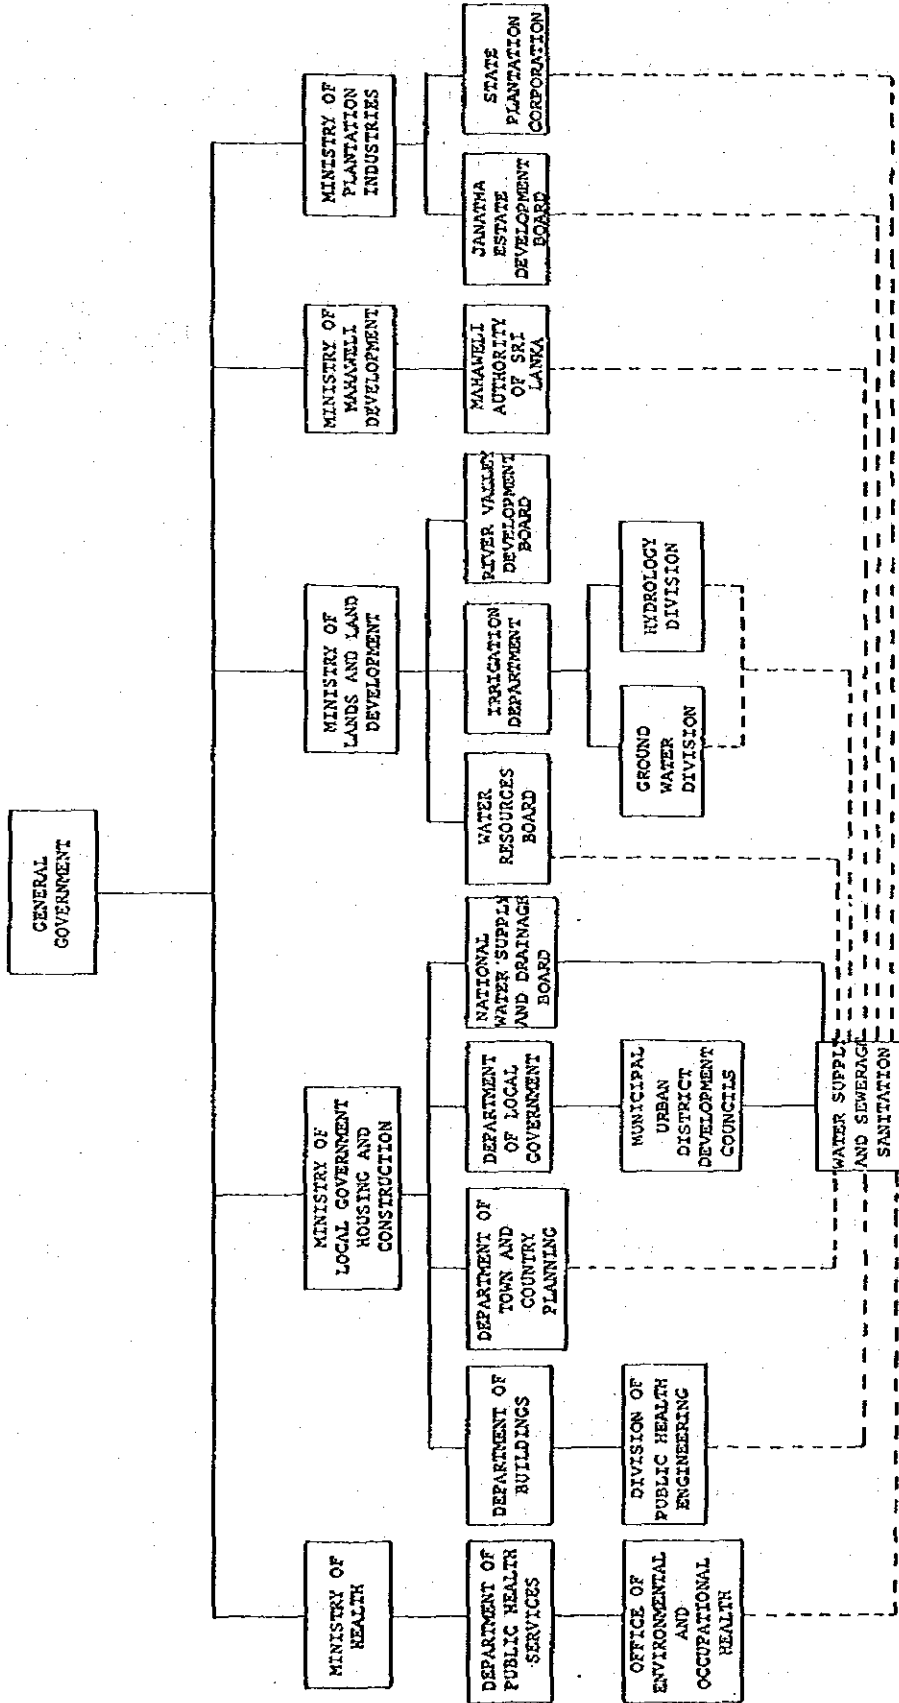 GENERAL
GOVERNMENT
MINISTRY OF
HEALTH
MINISTRY OF
LOCAL GOVERNMENT
HOUSING AND
CONSTRUCTION
MINISTRY OF
LANDS AND LAND
DEVELOPMENT
MINISTRY OF
MAHAWELI
DEVELOPMENT
MINISTRY OF
PLANTATION
INDUSTRIES
DEPARTMENT OF
PUBLIC HEALTH
SERVICES
DEPARTMENT OF
BUILDINGS
DEPARTMENT OF
TOWN AND
COUNTRY
PLANNING
DEPARTMENT
OF LOCAL
GOVERNMENT
NATIONAL
WATER SUPPLY
AND DRAINAGE
BOARD
WATER
RESOURCES
BOARD
IRRIGATION
DEPARTMENT
RIVER VALLEY
DEVELOPMENT
BOARD
MAHAWELI
AUTHORITY
OF SRI
LANKA
JANATHA
ESTATE
DEVELOPMENT
BOARD
STATE
PLANTATION
CORPORATION
OFFICE OF
ENVIRONMENTAL
AND
OCCUPATIONAL
HEALTH
DIVISION OF
PUBLIC HEALTH
ENGINEERING
MUNICIPAL
URBAN
DISTRICT
DEVELOPMENT
COUNCILS
GROUND
WATER
DIVISION
HYDROLOGY
DIVISION
WATER SUPPLY
AND SEWERAGE
SANITATION